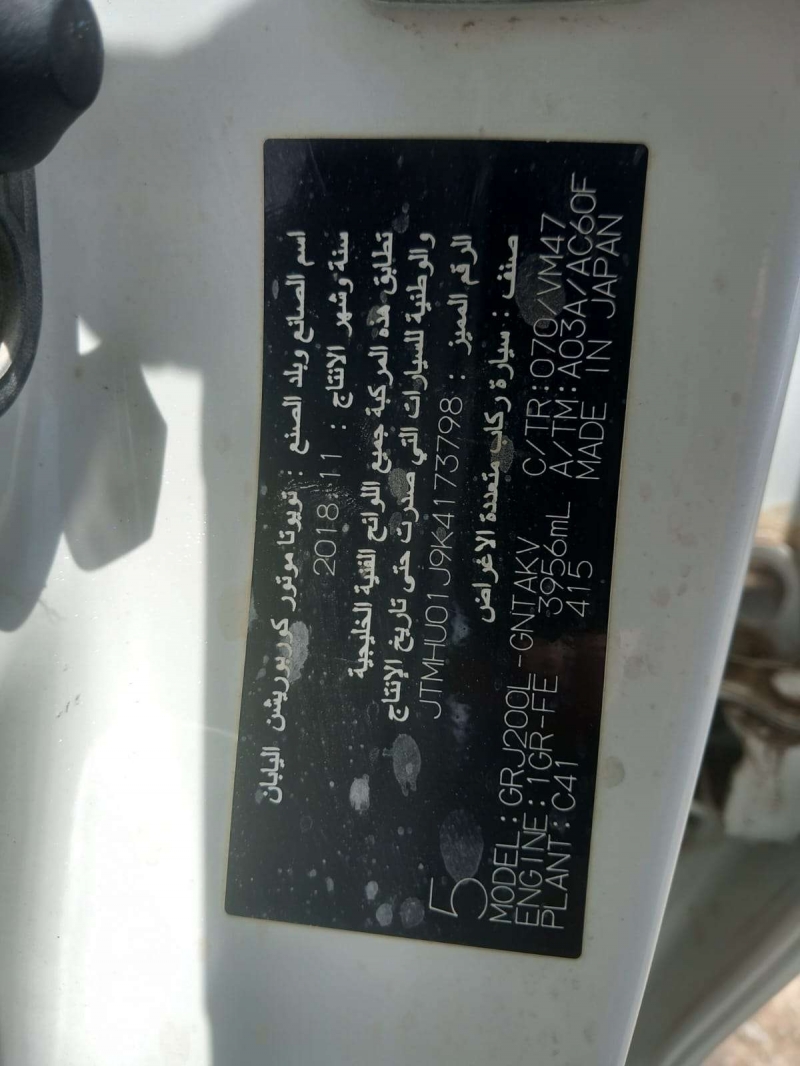 اسم الصانع وبلد الصنع : تويوتا موتور كوربوريشن اليابان
سنة وشهر الانتاج : 2018.11
تطابق هذه المركبة جميع اللوائح الفنية الخليجية
والوطنية للسيارات التي صدرت حتى تاريخ الإنتاج
الرقم المميز : JTMHU01J9K4173798
صنف : سيارة ركاب متعددة الاغراض
5
MODEL:GRJ200L-GNTAKV C/TR:070/VM47
ENGINE:1GR-FE 3956mL A/TM:A03A/AC60F
PLANT:C41 415 MADE IN JAPAN